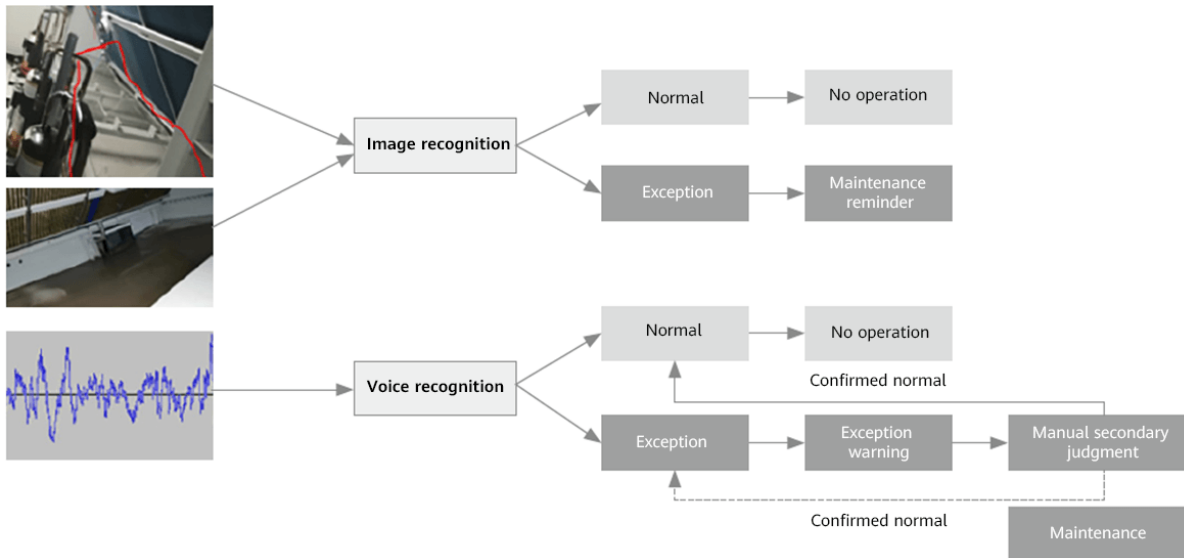 Normal
No operation
Image recognition
Exception
Maintenance
reminder
Normal
No operation
Voice recognition
Confirmed normal
Exception
Exception
warning
Manual secondary
judgment
Confirmed normal
Maintenance